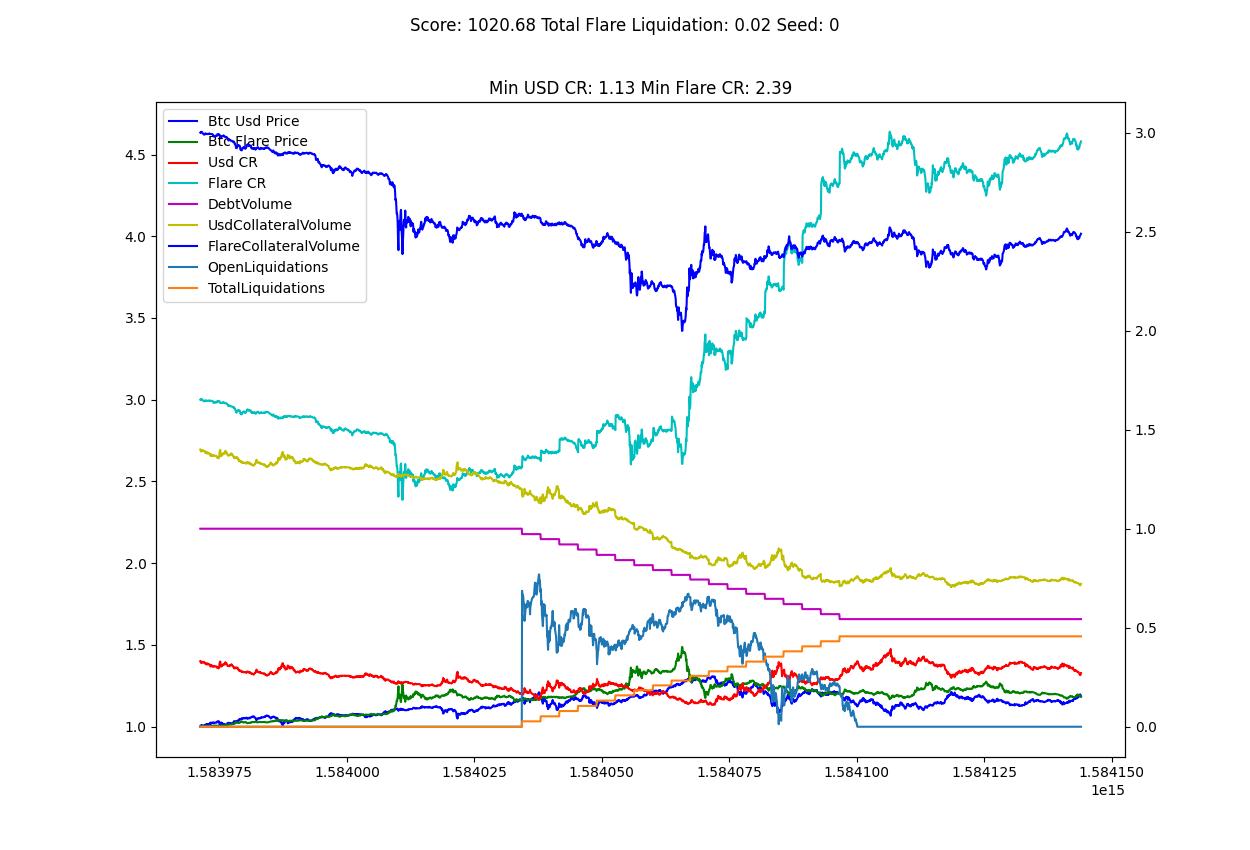 Score: 1020.68 Total Flare Liquidation: 0.02 Seed: 0
Min USD CR: 1.13 Min Flare CR: 2.39
Btc Usd Price
Btc Flare Price
Usd CR
Flare CR
DebtVolume
UsdCollateralVolume
FlareCollateralVolume
OpenLiquidations
TotalLiquidations
4.5
4.0
3.5
3.0
2.5
2.0
1.5
1.0
3.0
2.5
2.0
1.5
1.0
0.5
0.0
1.583975 1.584000 1.584025 1.584050 1.584075 1.584100 1.584125 1.584150
1e15